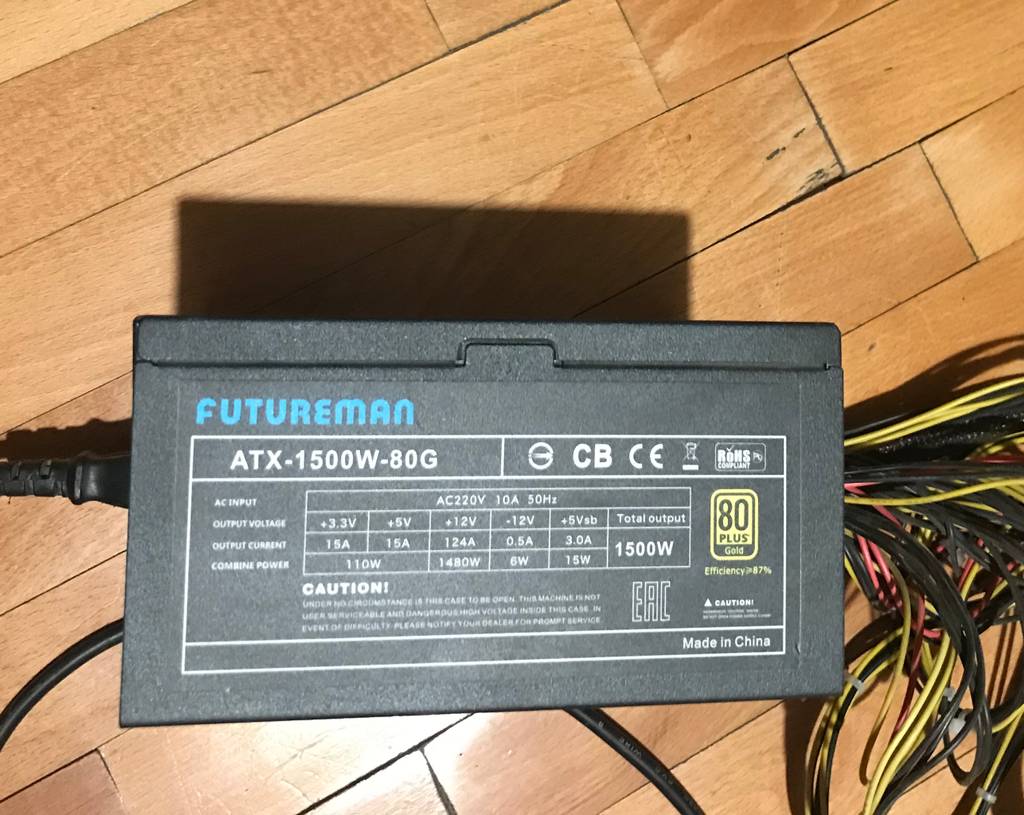 FUTUREMAN
ATX-1500W-80G
CB CE RoHS COMPLIANT Pb
AC INPUT AC220V 10A 50Hz
OUTPUT VOLTAGE +3.3V +5V +12V -12V +5Vsb Total output
OUTPUT CURRENT 15A 15A 124A 0.5A 3.0A 1500W
COMBINE POWER 110W 1480W 6W 15W
80 PLUS Gold
Efficiency≥87%
CAUTION!
UNDER NO CIRCUMSTANCE IS THIS CASE TO BE OPEN. THIS MACHINE IS NOT
USER SERVICEABLE AND DANGEROUS HIGH VOLTAGE INSIDE THIS CASE. IN
EVENT OF DIFFICULTY. PLEASE NOTIFY YOUR DEALER FOR PROMPT SERVICE.
EAC
CAUTION!
Made in China